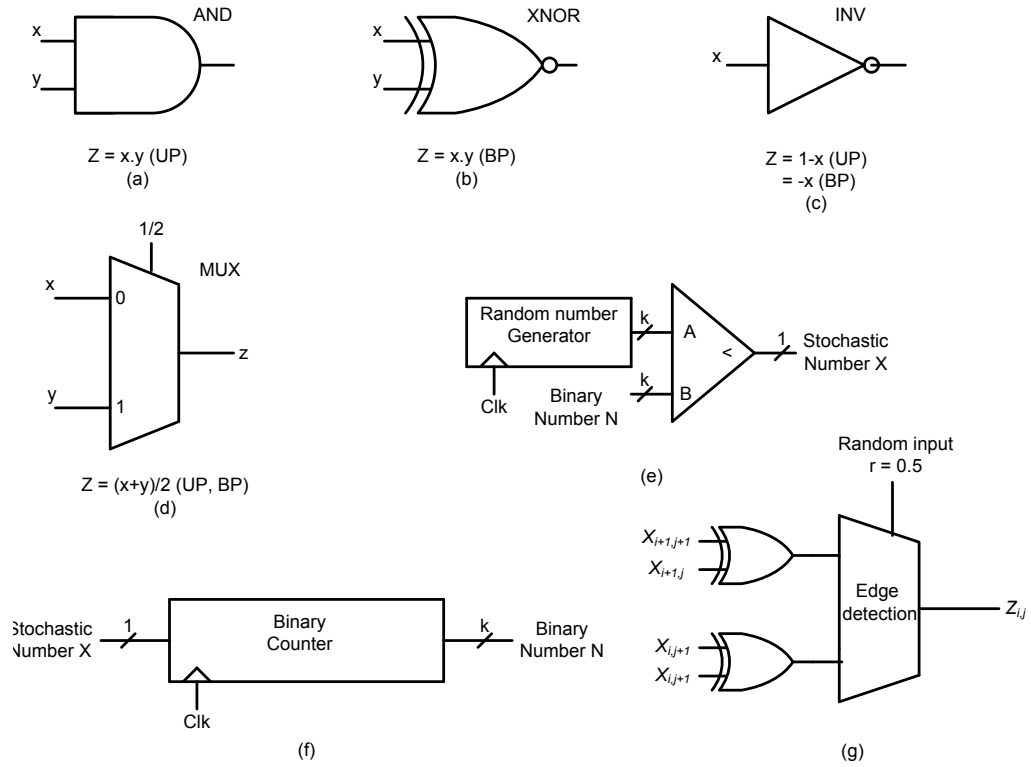 AND
x
y
Z = x.y (UP)
(a)
XNOR
x
y
Z = x.y (BP)
(b)
INV
x
Z = 1-x (UP)
= -x (BP)
(c)
1/2
MUX
x
0
y
1
z
Z = (x+y)/2 (UP, BP)
(d)
Random number
Generator
Clk
k
A
<
k
B
Binary
Number N
1
Stochastic
Number X
(e)
Stochastic
Number X
1
Binary
Counter
Clk
k
Binary
Number N
(f)
Random input
r = 0.5
X_{i+1,j+1}
X_{i+1,j}
Edge
detection
Z_{i,j}
X_{i,j+1}
X_{i,j+1}
(g)